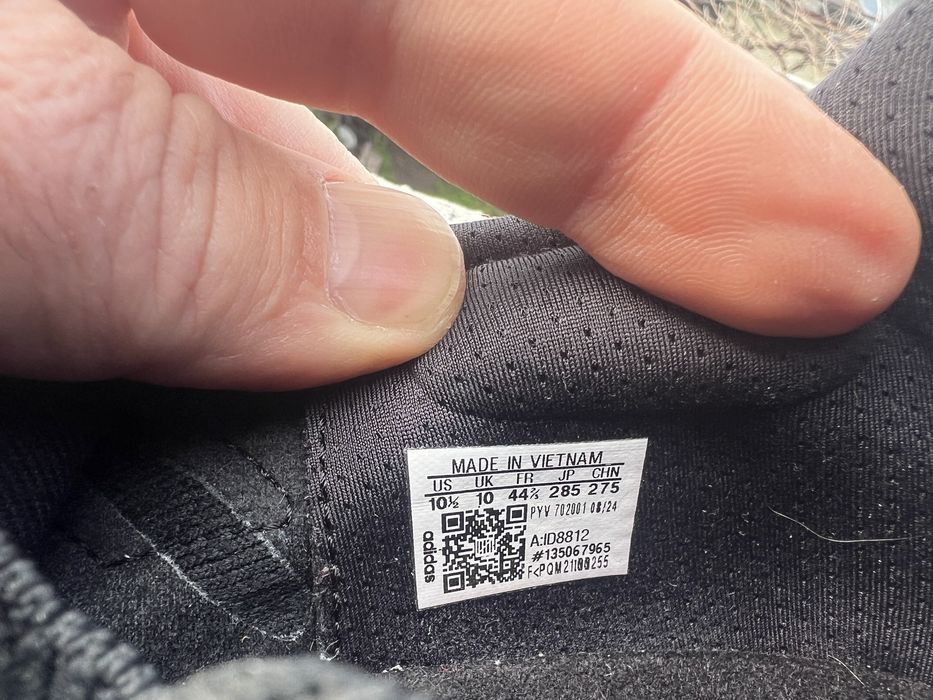 MADE IN VIETNAM
US UK FR JP CHN
10½ 10 44⅔ 285 275
PYV 702001 08/24
A:ID8812
#135067965
adidas